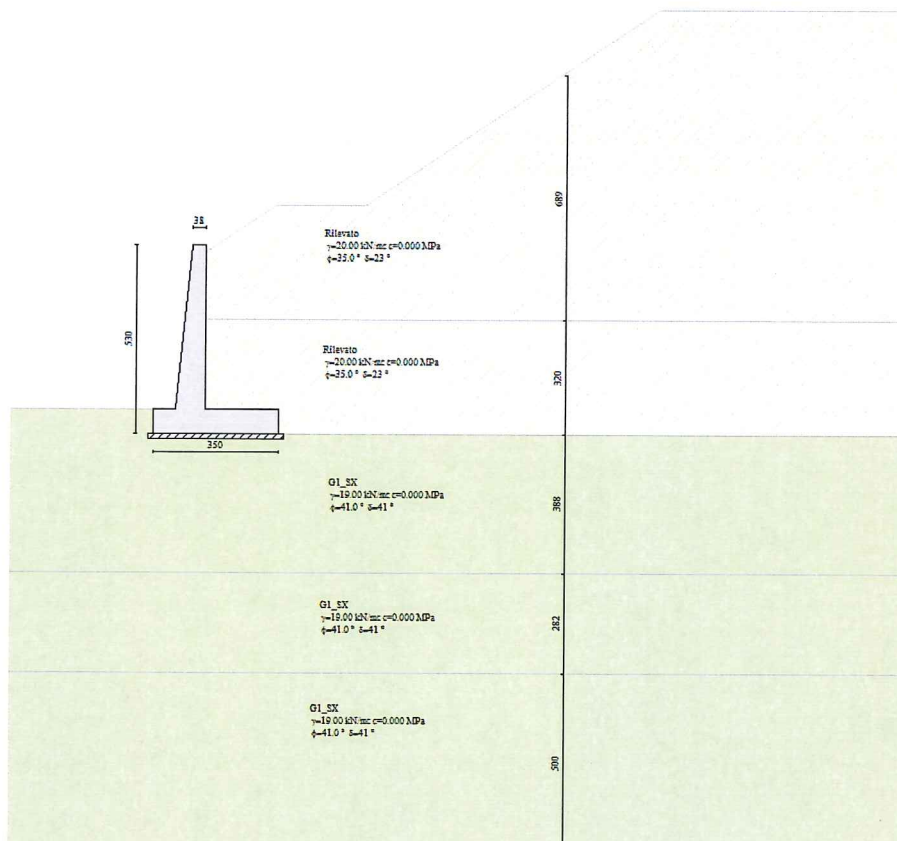 38
689
Rilevato
γ=20.00 kN/mc c=0.000 MPa
ϕ=35.0 ° δ=23 °
530
Rilevato
γ=20.00 kN/mc c=0.000 MPa
ϕ=35.0 ° δ=23 °
320
350
G1_SX
γ=19.00 kN/mc c=0.000 MPa
ϕ=41.0 ° δ=41 °
388
G1_SX
γ=19.00 kN/mc c=0.000 MPa
ϕ=41.0 ° δ=41 °
282
G1_SX
γ=19.00 kN/mc c=0.000 MPa
ϕ=41.0 ° δ=41 °
500